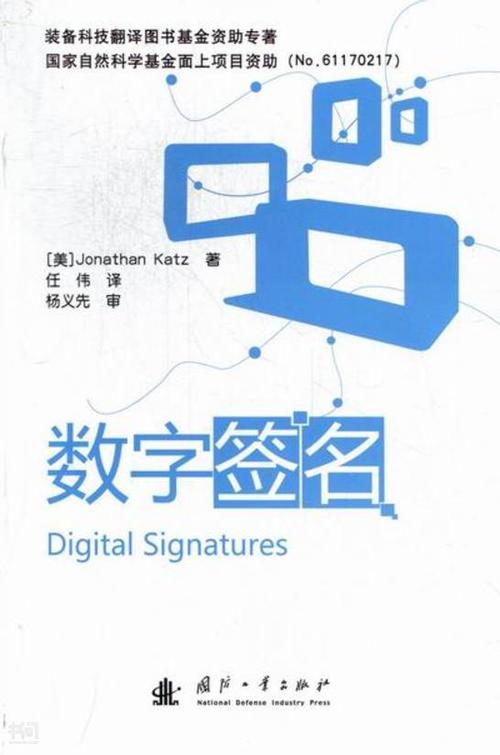 装备科技翻译图书基金资助专著
国家自然科学基金面上项目资助(No.61170217)
[美]Jonathan Katz 著
任 伟 译
杨义先 审
数字签名
Digital Signatures
国防工业出版社
National Defense Industry Press